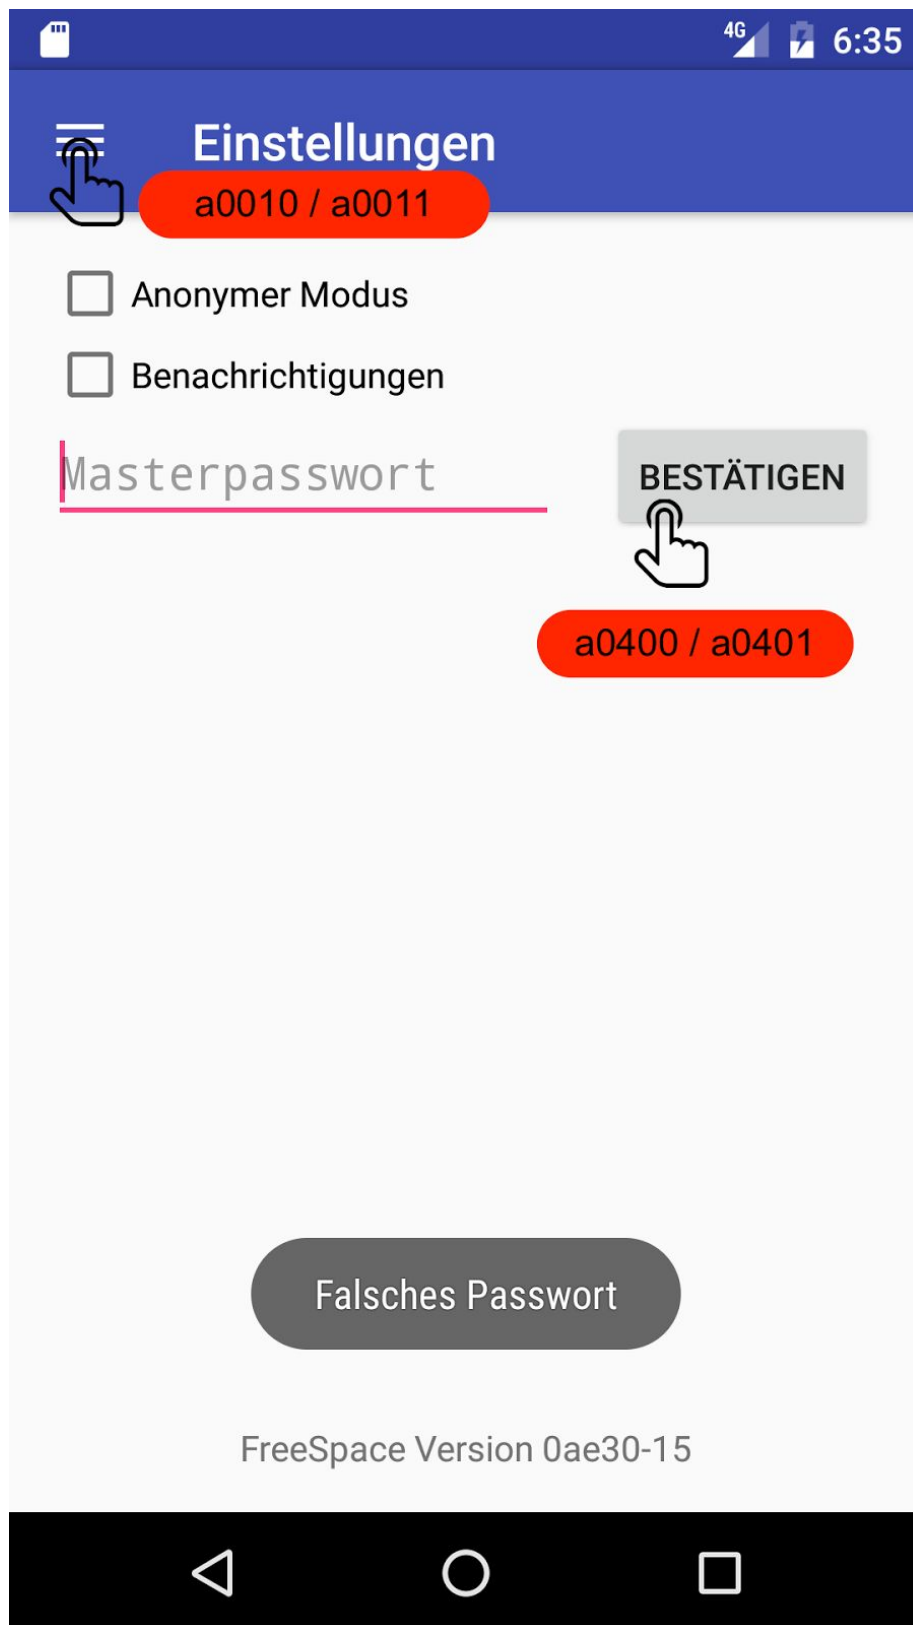 4G 6:35
Einstellungen
a0010 / a0011
Anonymer Modus
Benachrichtigungen
Masterpasswort BESTÄTIGEN
a0400 / a0401
Falsches Passwort
FreeSpace Version 0ae30-15